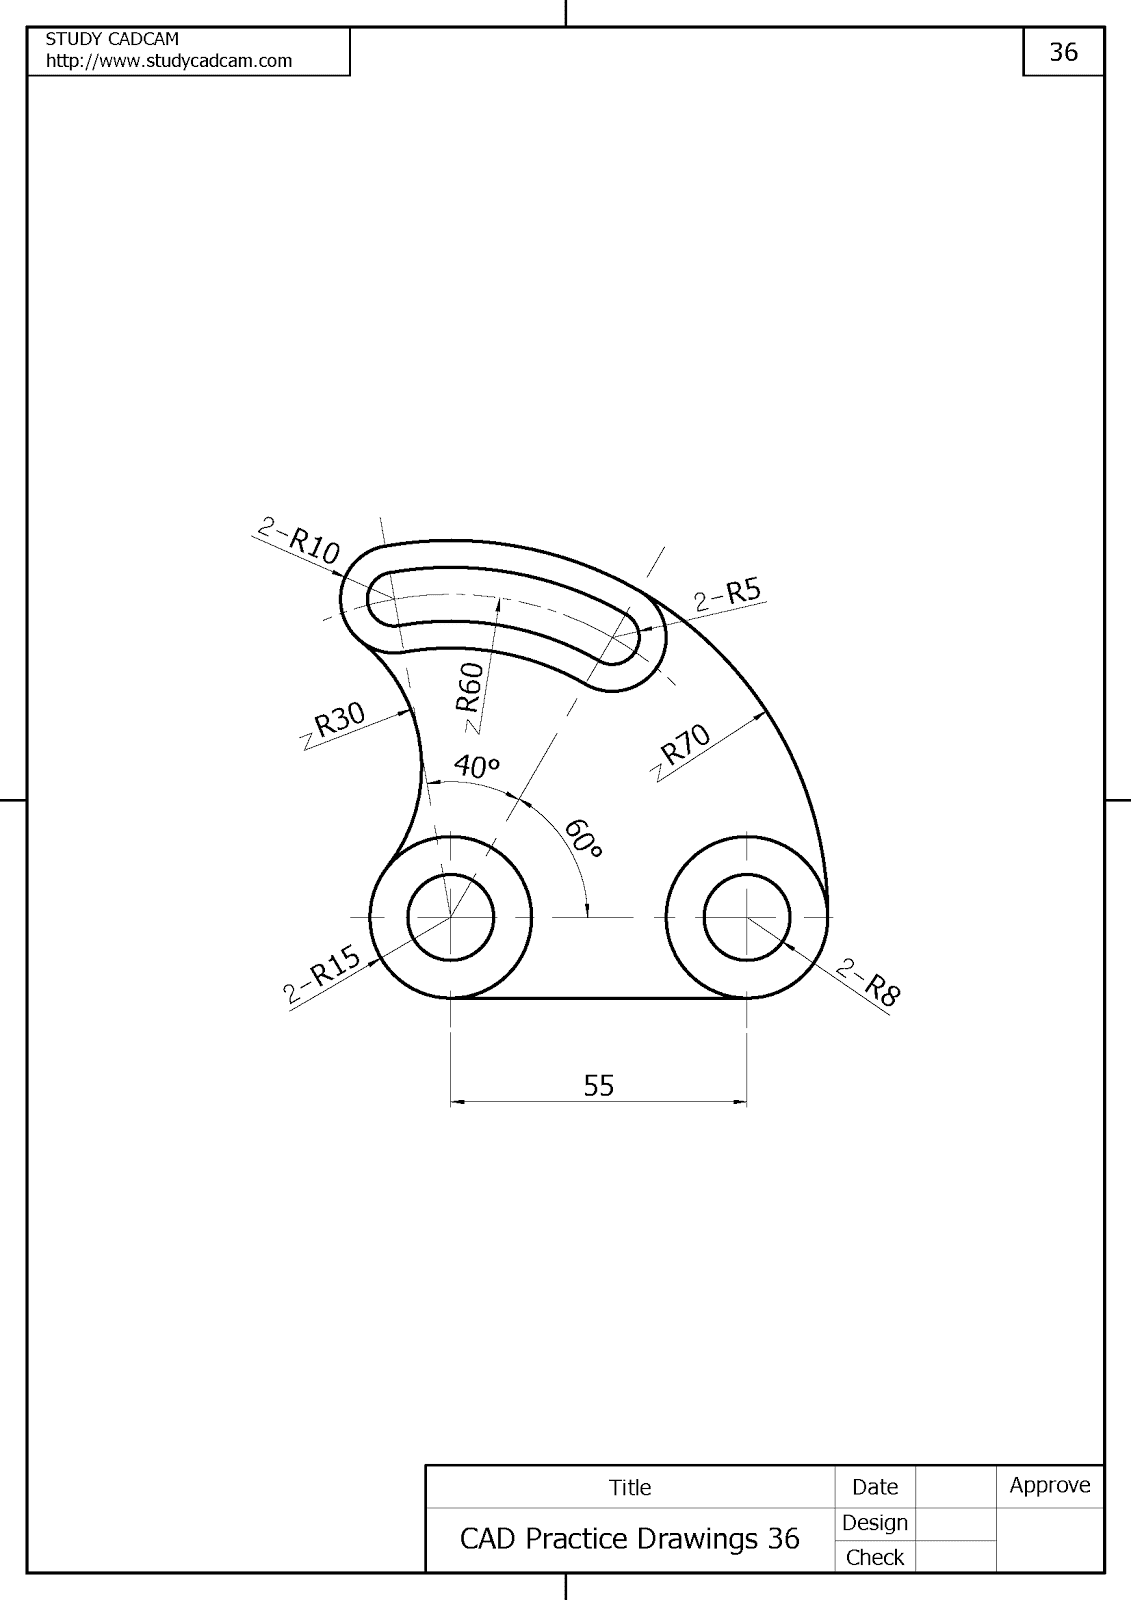 STUDY CADCAM
http://www.studycadcam.com
36
2-R10
2-R5
R60
R30
R70
40°
60°
2-R15
2-R8
55
Title
Date
Approve
CAD Practice Drawings 36
Design
Check